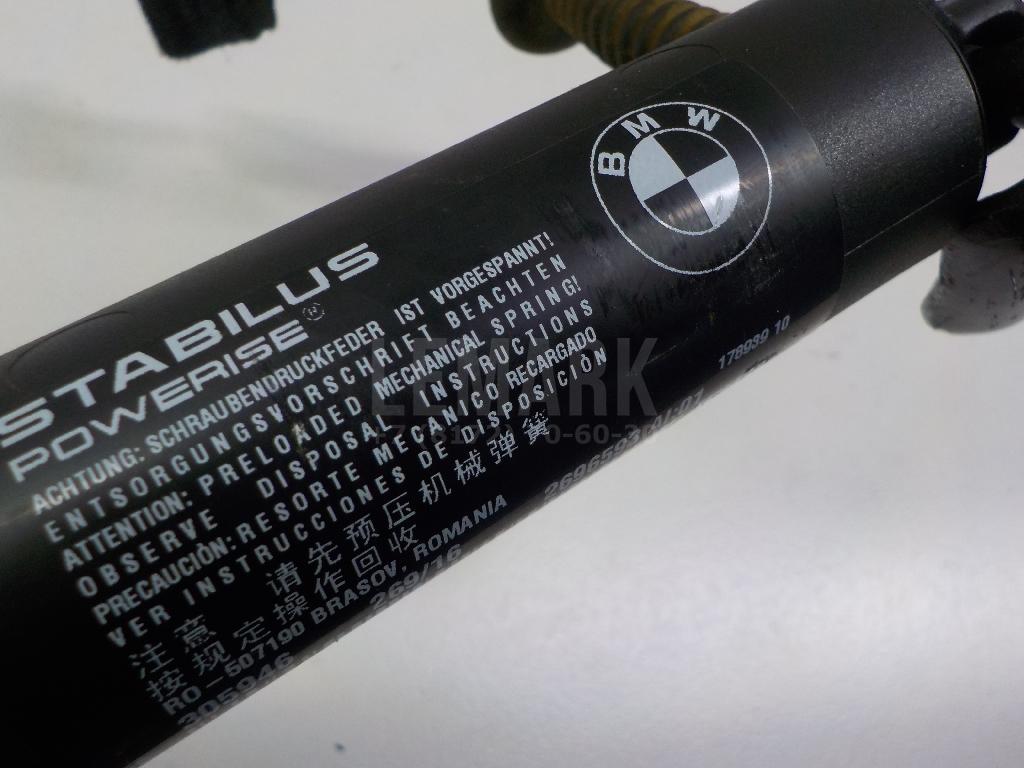 BMW
STABILUS
POWERISE®
ACHTUNG: SCHRAUBENDRUCKFEDER IST VORGESPANNT!
ENTSORGUNGSVORSCHRIFT BEACHTEN
ATTENTION: PRELOADED MECHANICAL SPRING!
OBSERVE DISPOSAL INSTRUCTIONS
PRECAUCIÓN: RESORTE MECANICO RECARGADO
VER INSTRUCCIONES DE DISPOSICIÓN
注意 请先预压机械弹簧
按规定操作回收
RO-507190 BRASOV, ROMANIA
305946 269/16
178939 10
LEMARK